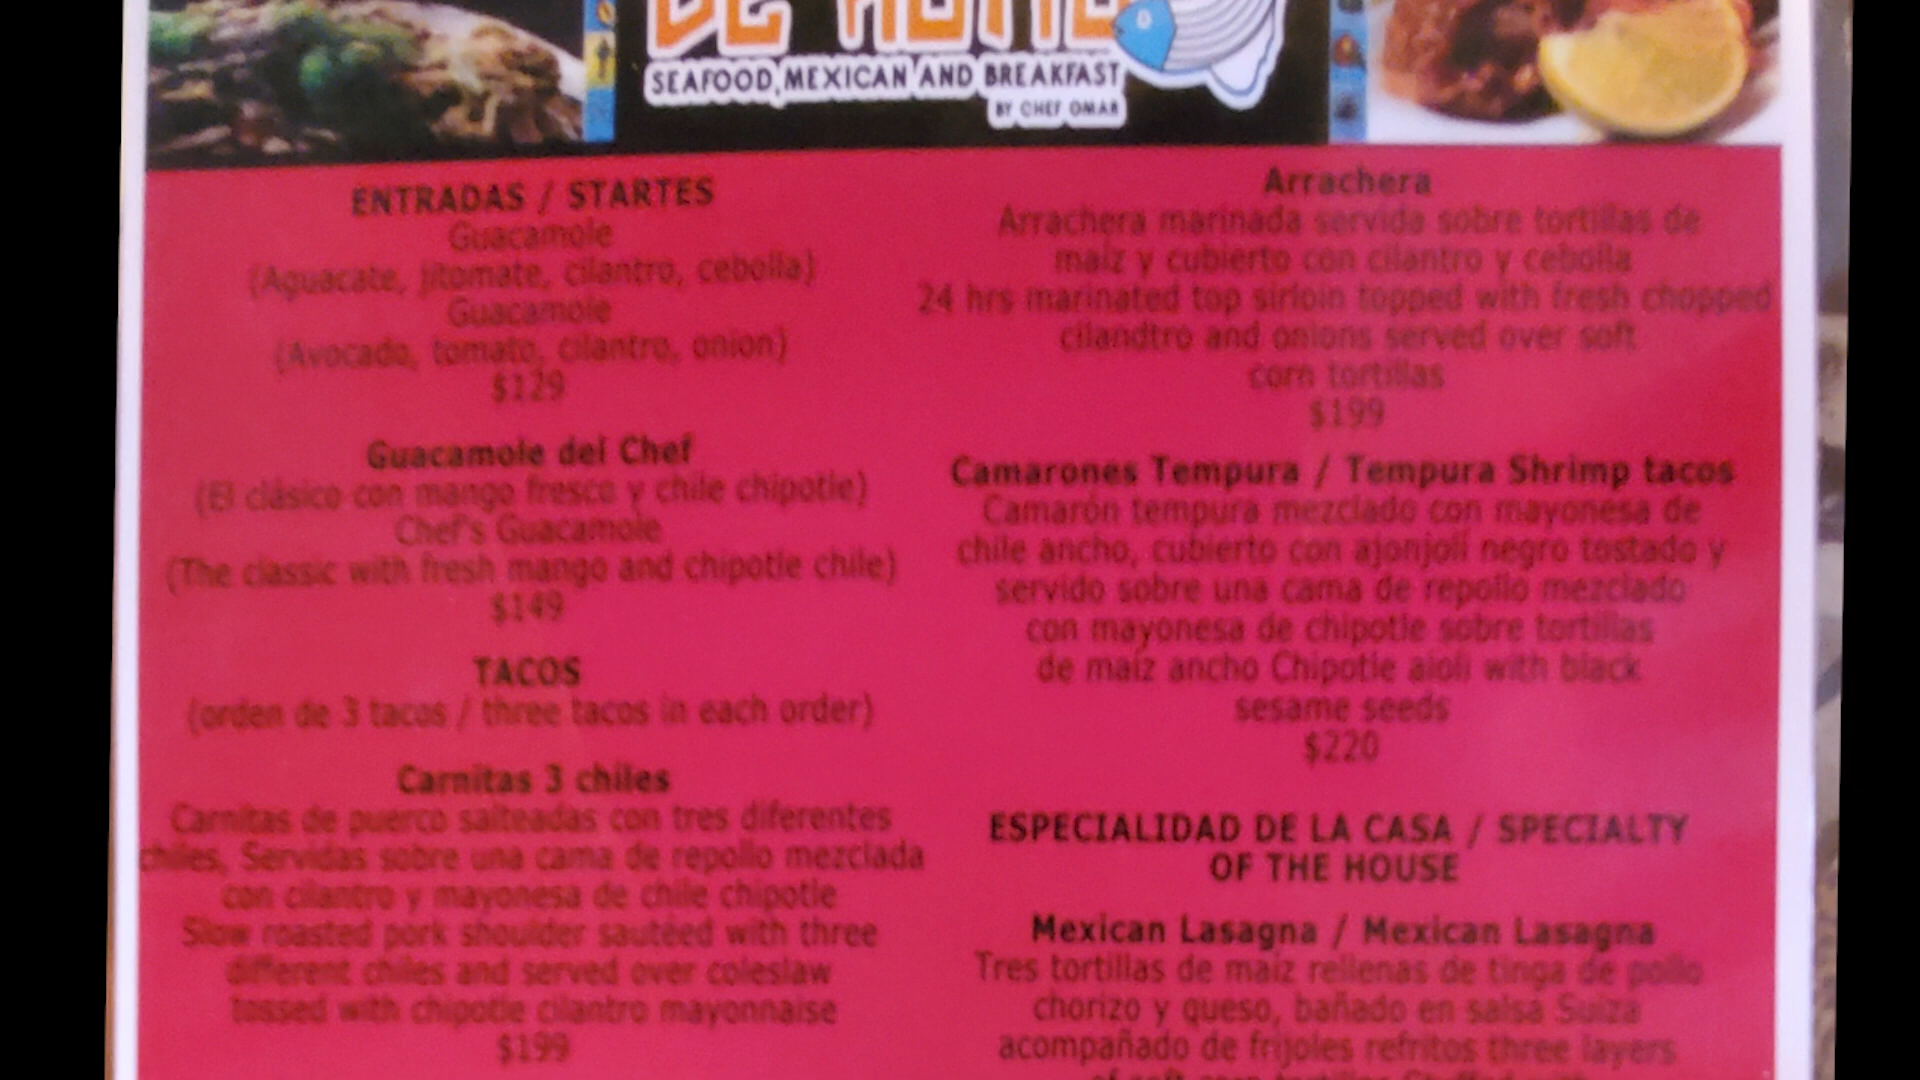 SEAFOOD, MEXICAN AND BREAKFAST
BY CHEF OMAR
ENTRADAS / STARTES
Guacamole
(Aguacate, jitomate, cilantro, cebolla)
Guacamole
(Avocado, tomato, cilantro, onion)
$129
Guacamole del Chef
(El clásico con mango fresco y chile chipotle)
Chef's Guacamole
(The classic with fresh mango and chipotle chile)
$149
TACOS
(orden de 3 tacos / three tacos in each order)
Carnitas 3 chiles
Carnitas de puerco salteadas con tres diferentes
chiles, Servidas sobre una cama de repollo mezclada
con cilantro y mayonesa de chile chipotle
Slow roasted pork shoulder sautéed with three
different chiles and served over coleslaw
tossed with chipotle cilantro mayonnaise
$199
Arrachera
Arrachera marinada servida sobre tortillas de
maíz y cubierto con cilantro y cebolla
24 hrs marinated top sirloin topped with fresh chopped
cilandtro and onions served over soft
corn tortillas
$199
Camarones Tempura / Tempura Shrimp tacos
Camarón tempura mezclado con mayonesa de
chile ancho, cubierto con ajonjolí negro tostado y
servido sobre una cama de repollo mezclado
con mayonesa de chipotle sobre tortillas
de maíz ancho Chipotle aioli with black
sesame seeds
$220
ESPECIALIDAD DE LA CASA / SPECIALTY
OF THE HOUSE
Mexican Lasagna / Mexican Lasagna
Tres tortillas de maíz rellenas de tinga de pollo
chorizo y queso, bañado en salsa Suiza
acompañado de frijoles refritos three layers